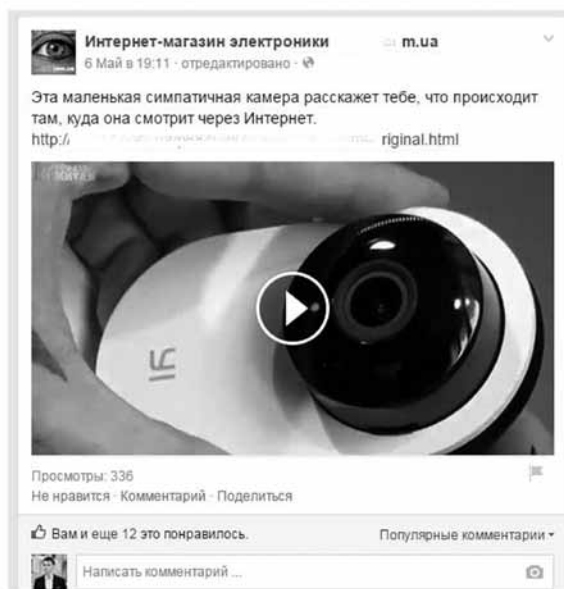 Интернет-магазин электроники m.ua
6 Май в 19:11 · отредактировано ·
Эта маленькая симпатичная камера расскажет тебе, что происходит
там, куда она смотрит через Интернет.
http:/ riginal.html
Просмотры: 336
Не нравится · Комментарий · Поделиться
Вам и еще 12 это понравилось.
Популярные комментарии
Написать комментарий ...